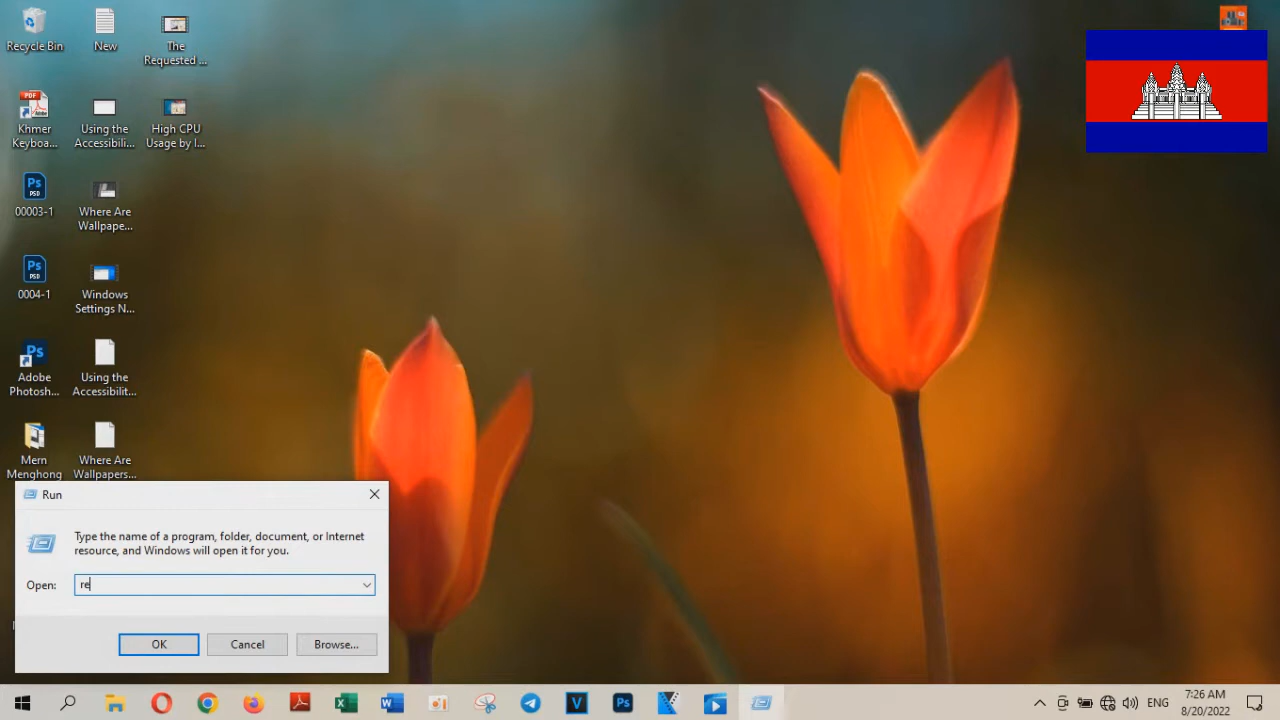 Recycle Bin
New
The
Requested ...
Khmer
Keyboa...
Using the
Accessibili...
High CPU
Usage by I...
00003-1
Where Are
Wallpape...
0004-1
Windows
Settings N...
Adobe
Photosh...
Using the
Accessibilit...
Mern
Menghong
Where Are
Wallpapers...
Run
Type the name of a program, folder, document, or Internet
resource, and Windows will open it for you.
Open:
re
OK
Cancel
Browse...
ENG
7:26 AM
8/20/2022